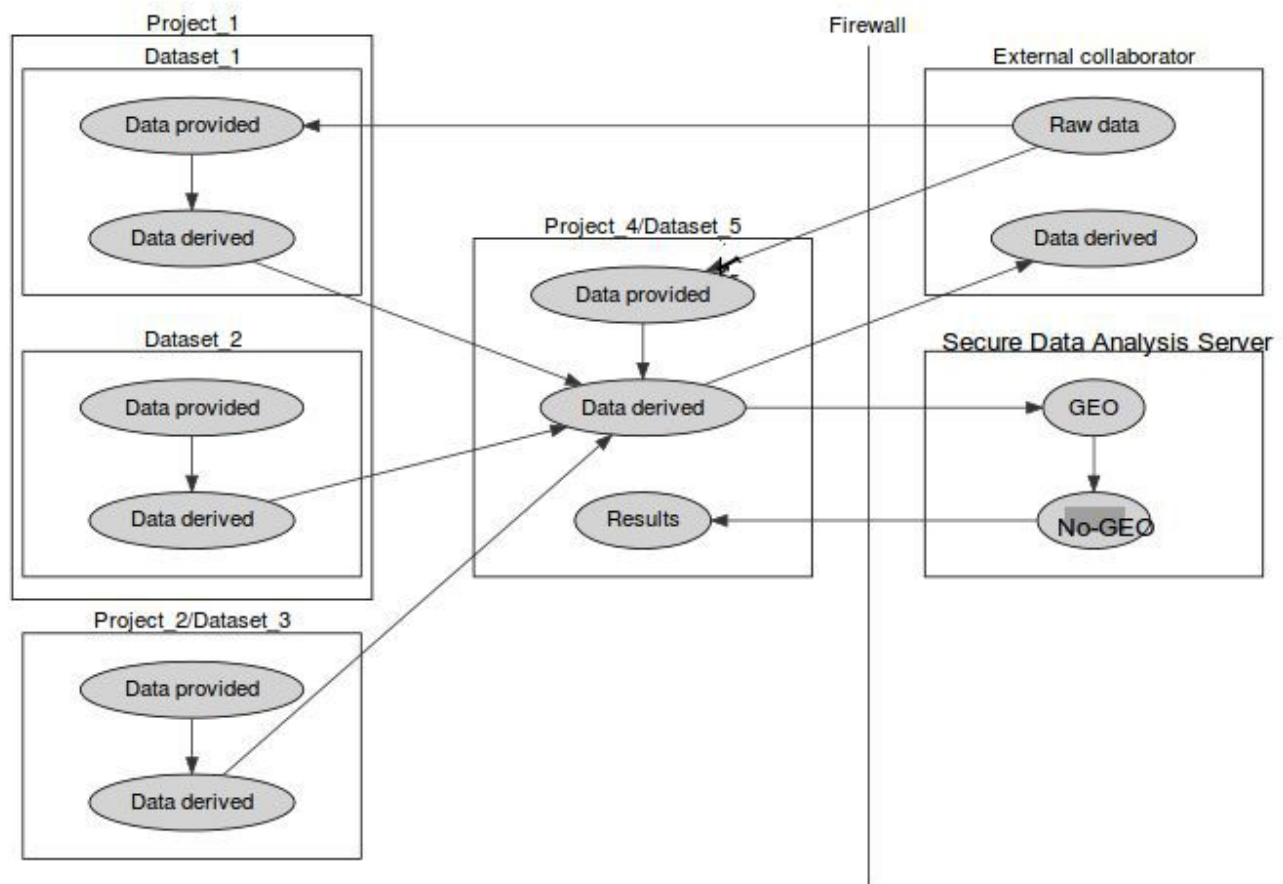 Project_1
Dataset_1
Data provided
Data derived
Dataset_2
Data provided
Data derived
Project_2/Dataset_3
Data provided
Data derived
Project_4/Dataset_5
Data provided
Data derived
Results
Firewall
External collaborator
Raw data
Data derived
Secure Data Analysis Server
GEO
No-GEO